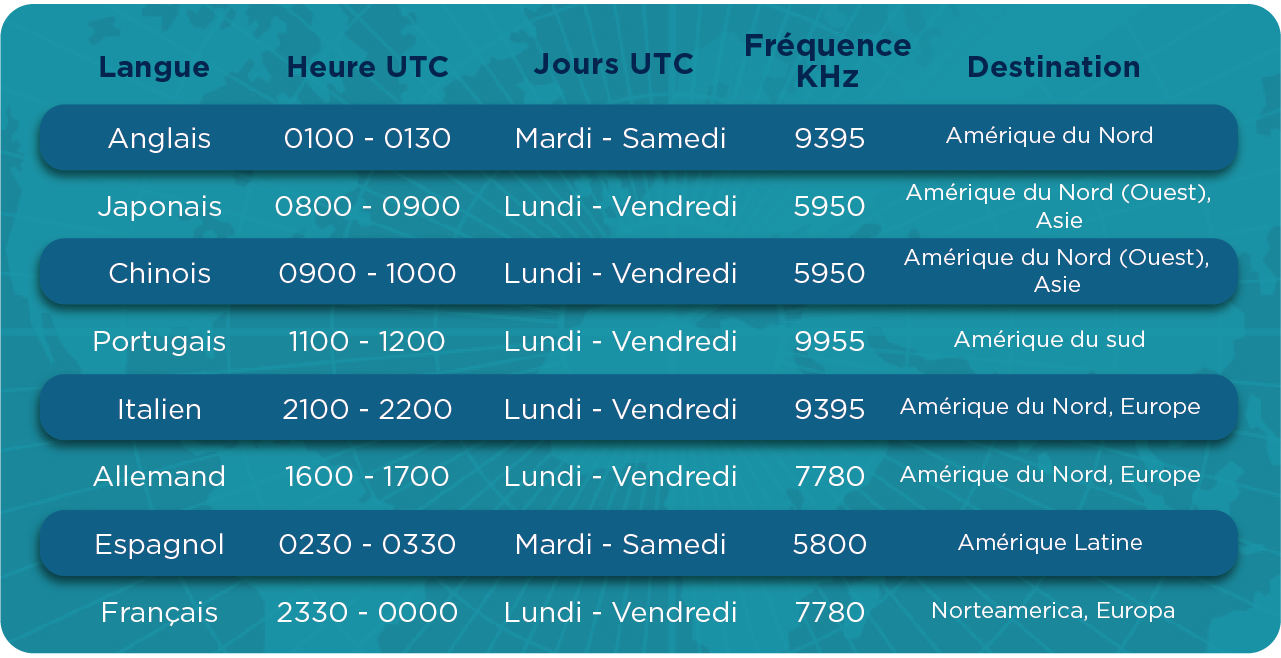 Langue Heure UTC Jours UTC Fréquence KHz Destination
Anglais 0100 - 0130 Mardi - Samedi 9395 Amérique du Nord
Japonais 0800 - 0900 Lundi - Vendredi 5950 Amérique du Nord (Ouest), Asie
Chinois 0900 - 1000 Lundi - Vendredi 5950 Amérique du Nord (Ouest), Asie
Portugais 1100 - 1200 Lundi - Vendredi 9955 Amérique du sud
Italien 2100 - 2200 Lundi - Vendredi 9395 Amérique du Nord, Europe
Allemand 1600 - 1700 Lundi - Vendredi 7780 Amérique du Nord, Europe
Espagnol 0230 - 0330 Mardi - Samedi 5800 Amérique Latine
Français 2330 - 0000 Lundi - Vendredi 7780 Norteamerica, Europa